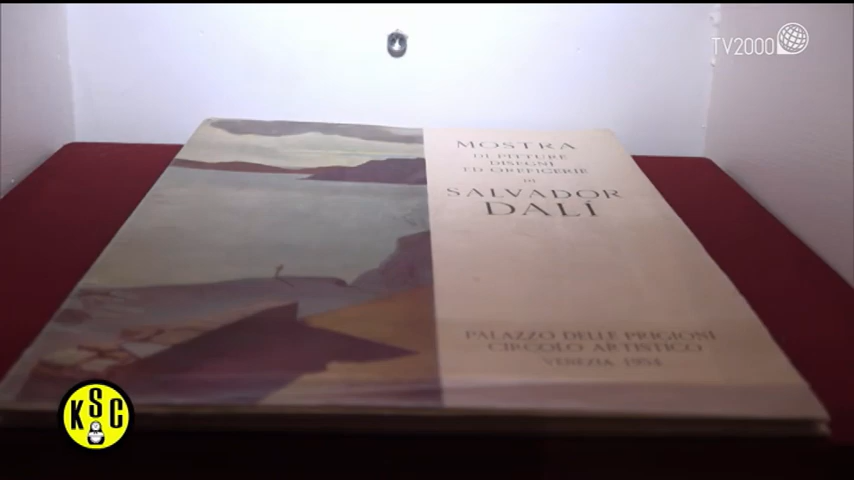 TV2000
MOSTRA
DI PITTURE
DISEGNI
ED OREFICERIE
DI
SALVADOR
DALÍ
PALAZZO DELLE PRIGIONI
CIRCOLO ARTISTICO
VENEZIA 1954
KSC